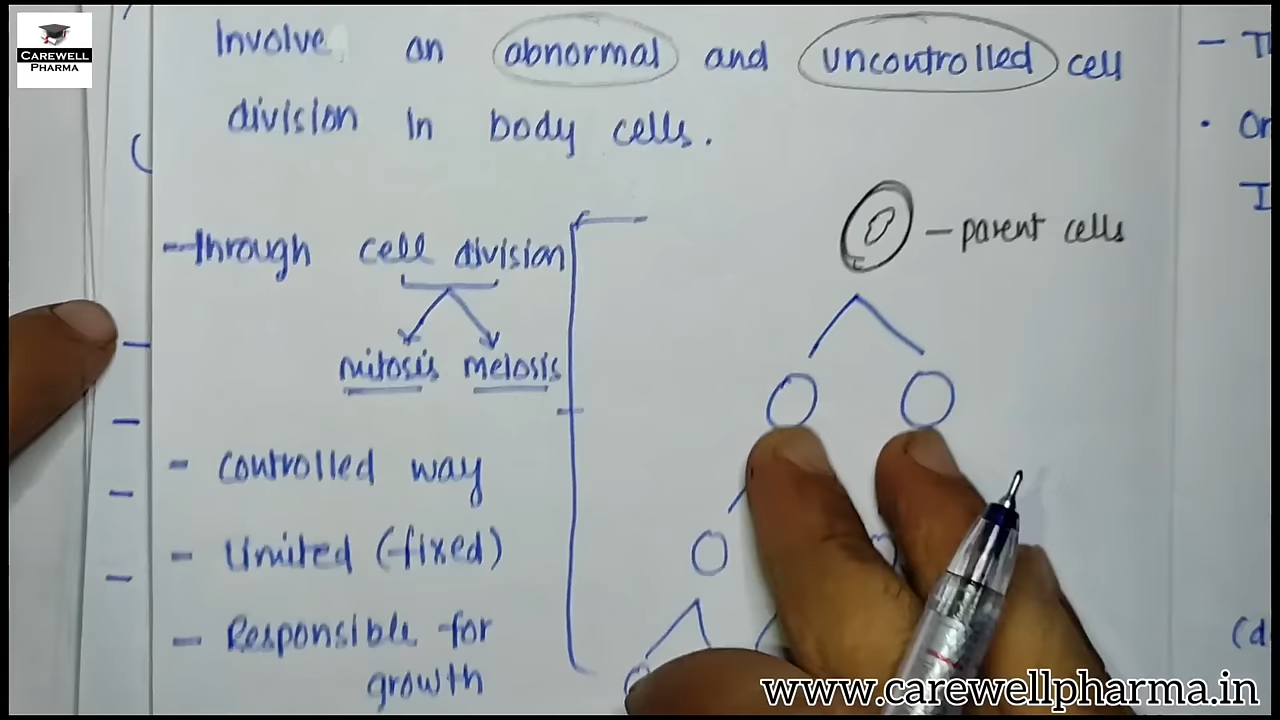 CAREWELL
PHARMA
Involve an abnormal and uncontrolled cell
division in body cells.
- through cell division
mitosis meiosis
- controlled way
- Limited (fixed)
- Responsible for
growth
- parent cells
www.carewellpharma.in